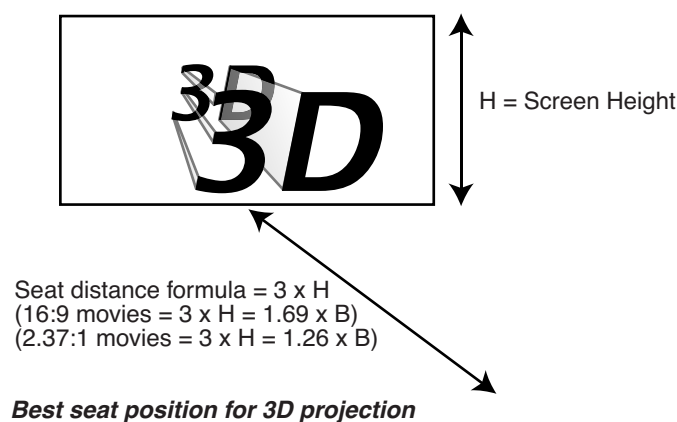 3D
3D
H = Screen Height
Seat distance formula = 3 x H
(16:9 movies = 3 x H = 1.69 x B)
(2.37:1 movies = 3 x H = 1.26 x B)
Best seat position for 3D projection